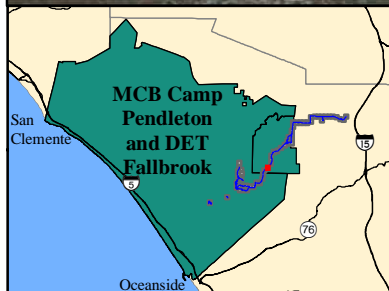 MCB Camp
Pendleton
and DET
Fallbrook
San
Clemente
15
5
76
Oceanside